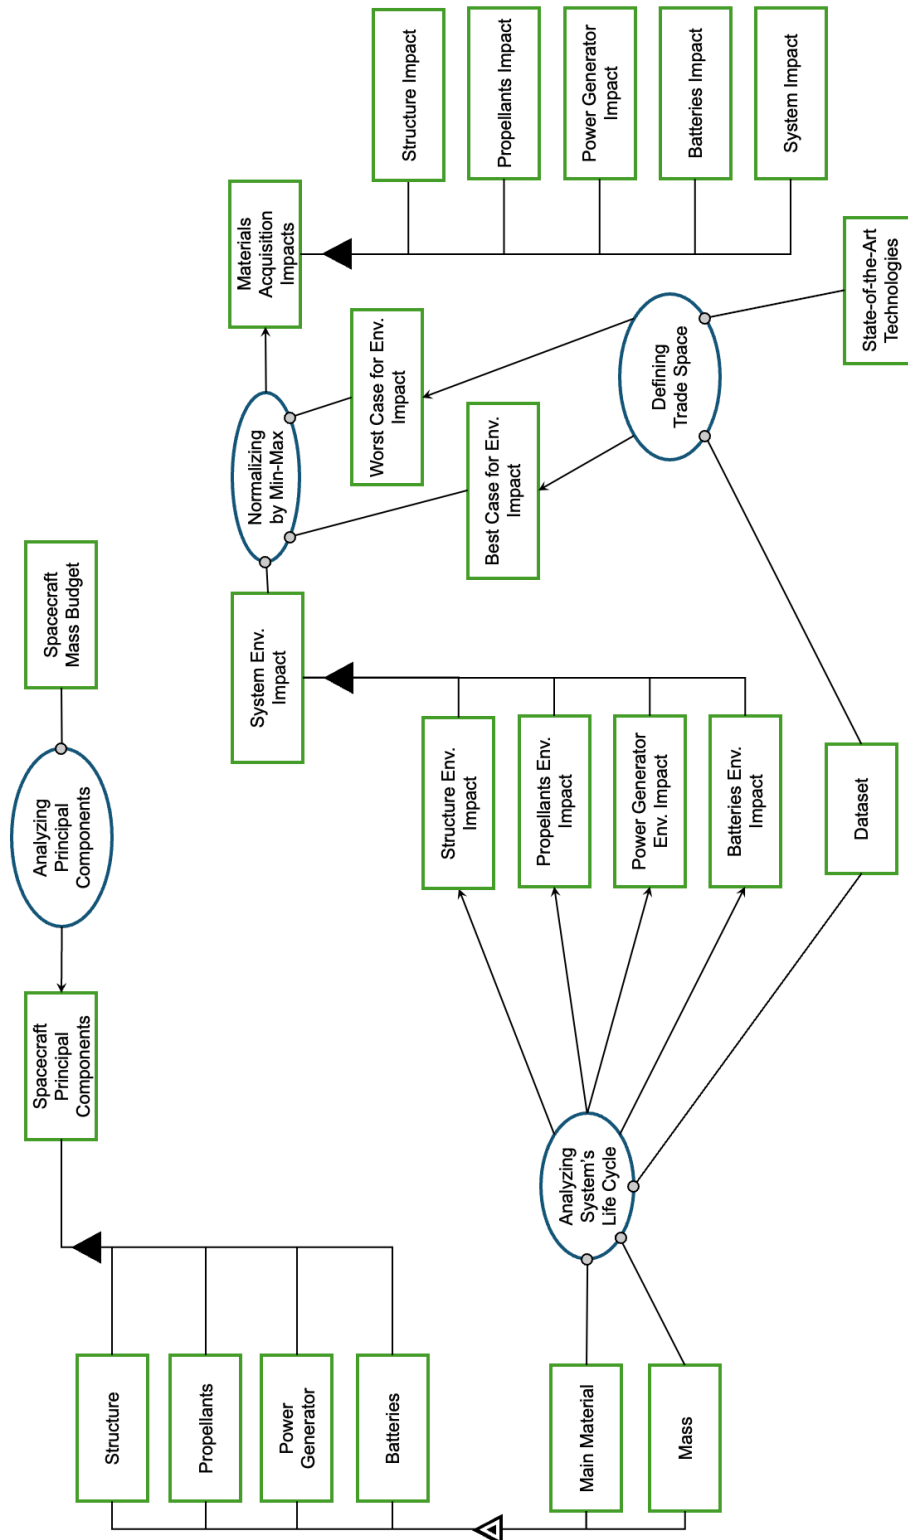 Structure
Propellants
Power
Generator
Batteries
Spacecraft
Principal
Components
Analyzing
Principal
Components
Spacecraft
Mass Budget
Main Material
Mass
Analyzing
System's
Life Cycle
Structure Env.
Impact
Propellants Env.
Impact
Power Generator
Env. Impact
Batteries Env.
Impact
Dataset
System Env.
Impact
Normalizing
by Min-Max
Best Case for Env.
Impact
Worst Case for Env.
Impact
Defining
Trade Space
State-of-the-Art
Technologies
Materials
Acquisition
Impacts
Structure Impact
Propellants Impact
Power Generator
Impact
Batteries Impact
System Impact